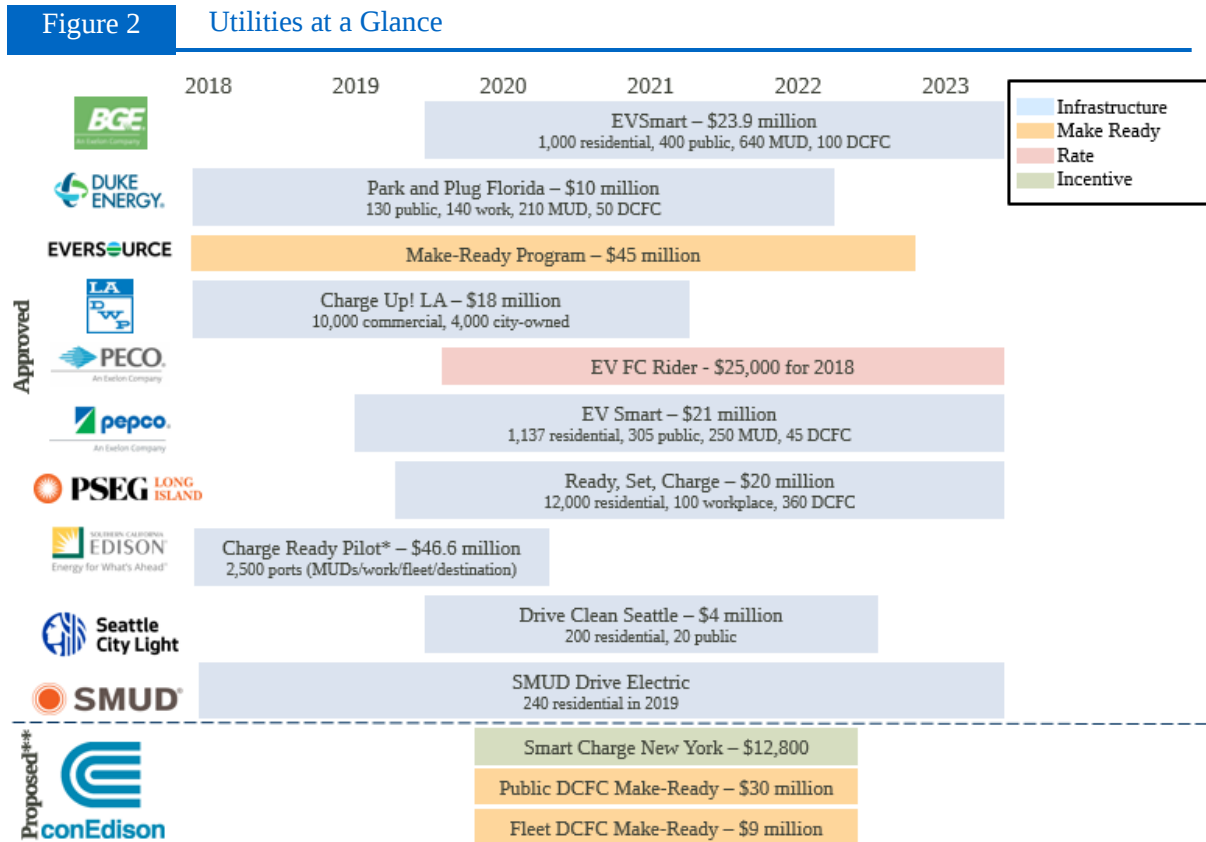 Figure 2
Utilities at a Glance
2018 2019 2020 2021 2022 2023
Infrastructure
Make Ready
Rate
Incentive
Approved
BGE
An Exelon Company
EVSmart – $23.9 million
1,000 residential, 400 public, 640 MUD, 100 DCFC
DUKE
ENERGY.
Park and Plug Florida – $10 million
130 public, 140 work, 210 MUD, 50 DCFC
EVERSOURCE
Make-Ready Program – $45 million
LA
DWP
Charge Up! LA – $18 million
10,000 commercial, 4,000 city-owned
PECO.
An Exelon Company
EV FC Rider - $25,000 for 2018
pepco.
An Exelon Company
EV Smart – $21 million
1,137 residential, 305 public, 250 MUD, 45 DCFC
PSEG LONG
ISLAND
Ready, Set, Charge – $20 million
12,000 residential, 100 workplace, 360 DCFC
SOUTHERN CALIFORNIA
EDISON®
Energy for What's Ahead®
Charge Ready Pilot* – $46.6 million
2,500 ports (MUDs/work/fleet/destination)
Seattle
City Light
Drive Clean Seattle – $4 million
200 residential, 20 public
SMUD®
SMUD Drive Electric
240 residential in 2019
Proposed**
conEdison
Smart Charge New York – $12,800
Public DCFC Make-Ready – $30 million
Fleet DCFC Make-Ready – $9 million